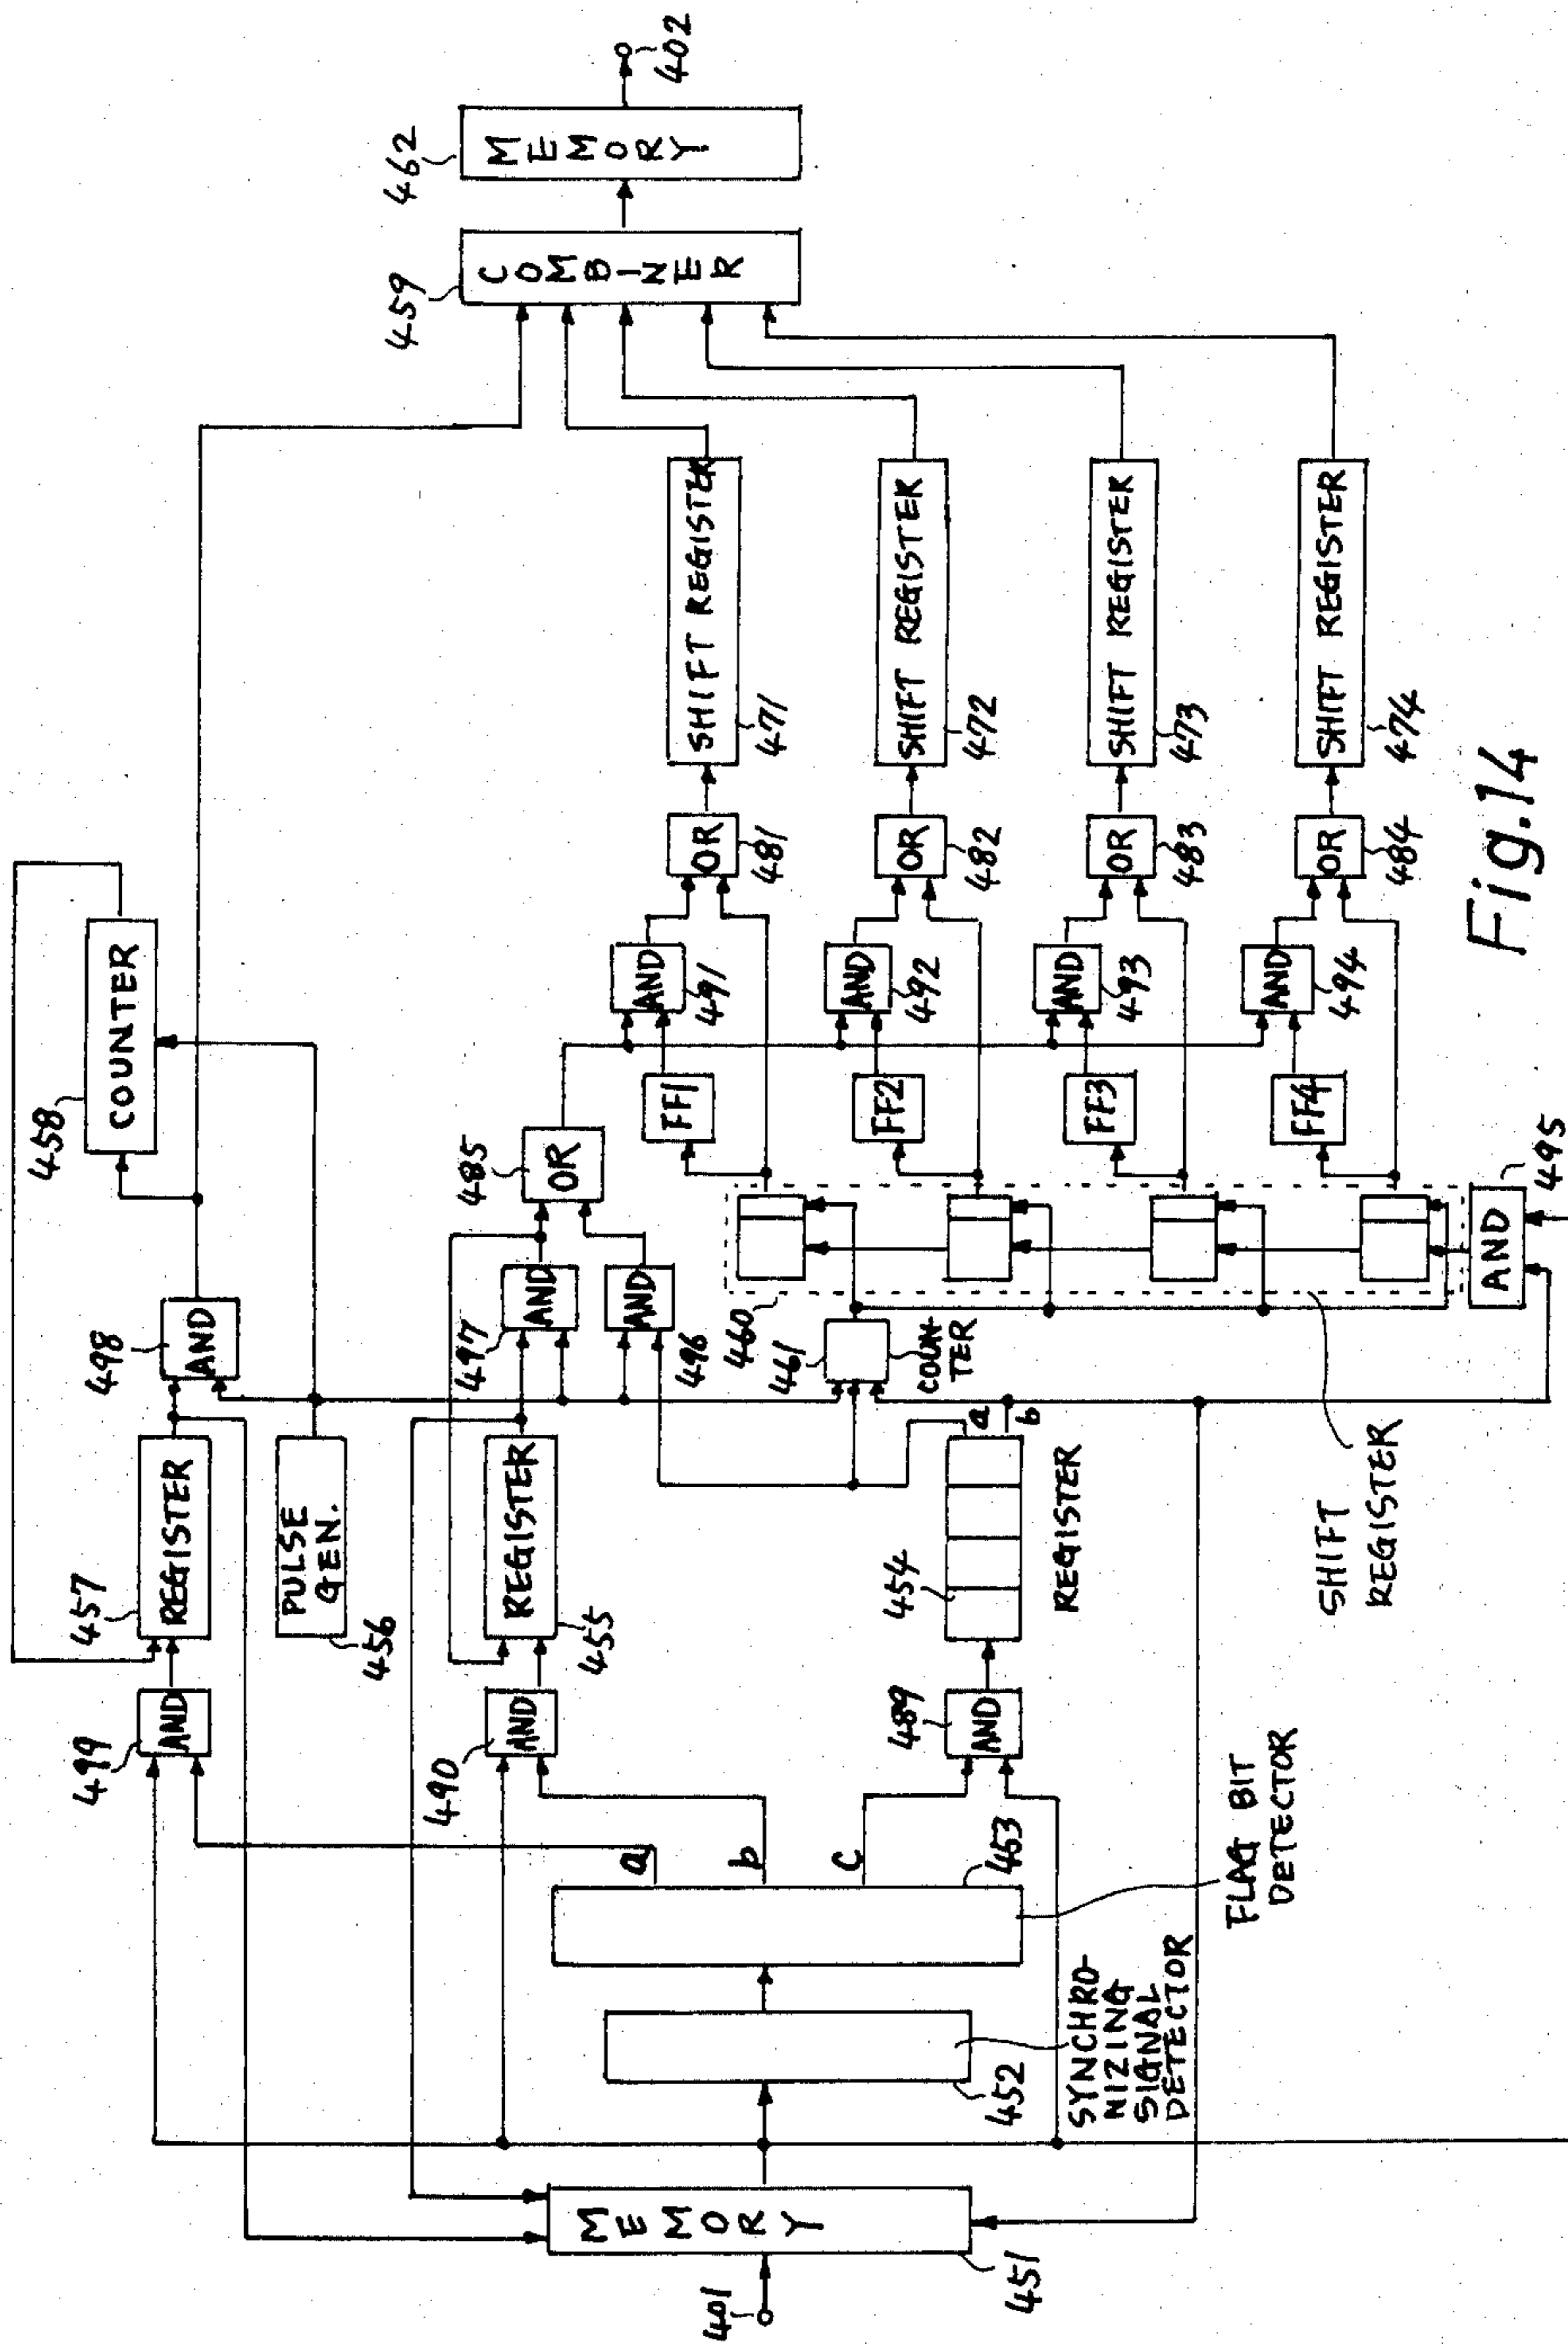 458
COUNTER
498
AND
457
REGISTER
499
AND
PULSE
GEN.
456
485
OR
497
AND
AND
496
REGISTER
455
490
AND
460
461
COUN-
TER
a
b
454
REGISTER
489
AND
a
b
c
453
FLAG BIT
DETECTOR
452
SYNCHRO-
NIZING
SIGNAL
DETECTOR
401
MEMORY
451
SHIFT
REGISTER
AND
495
FF1
AND
491
OR
481
SHIFT REGISTER
471
FF2
AND
492
OR
482
SHIFT REGISTER
472
FF3
AND
493
OR
483
SHIFT REGISTER
473
FF4
AND
494
OR
484
SHIFT REGISTER
474
459
COMBINER
462
MEMORY
402
Fig.14